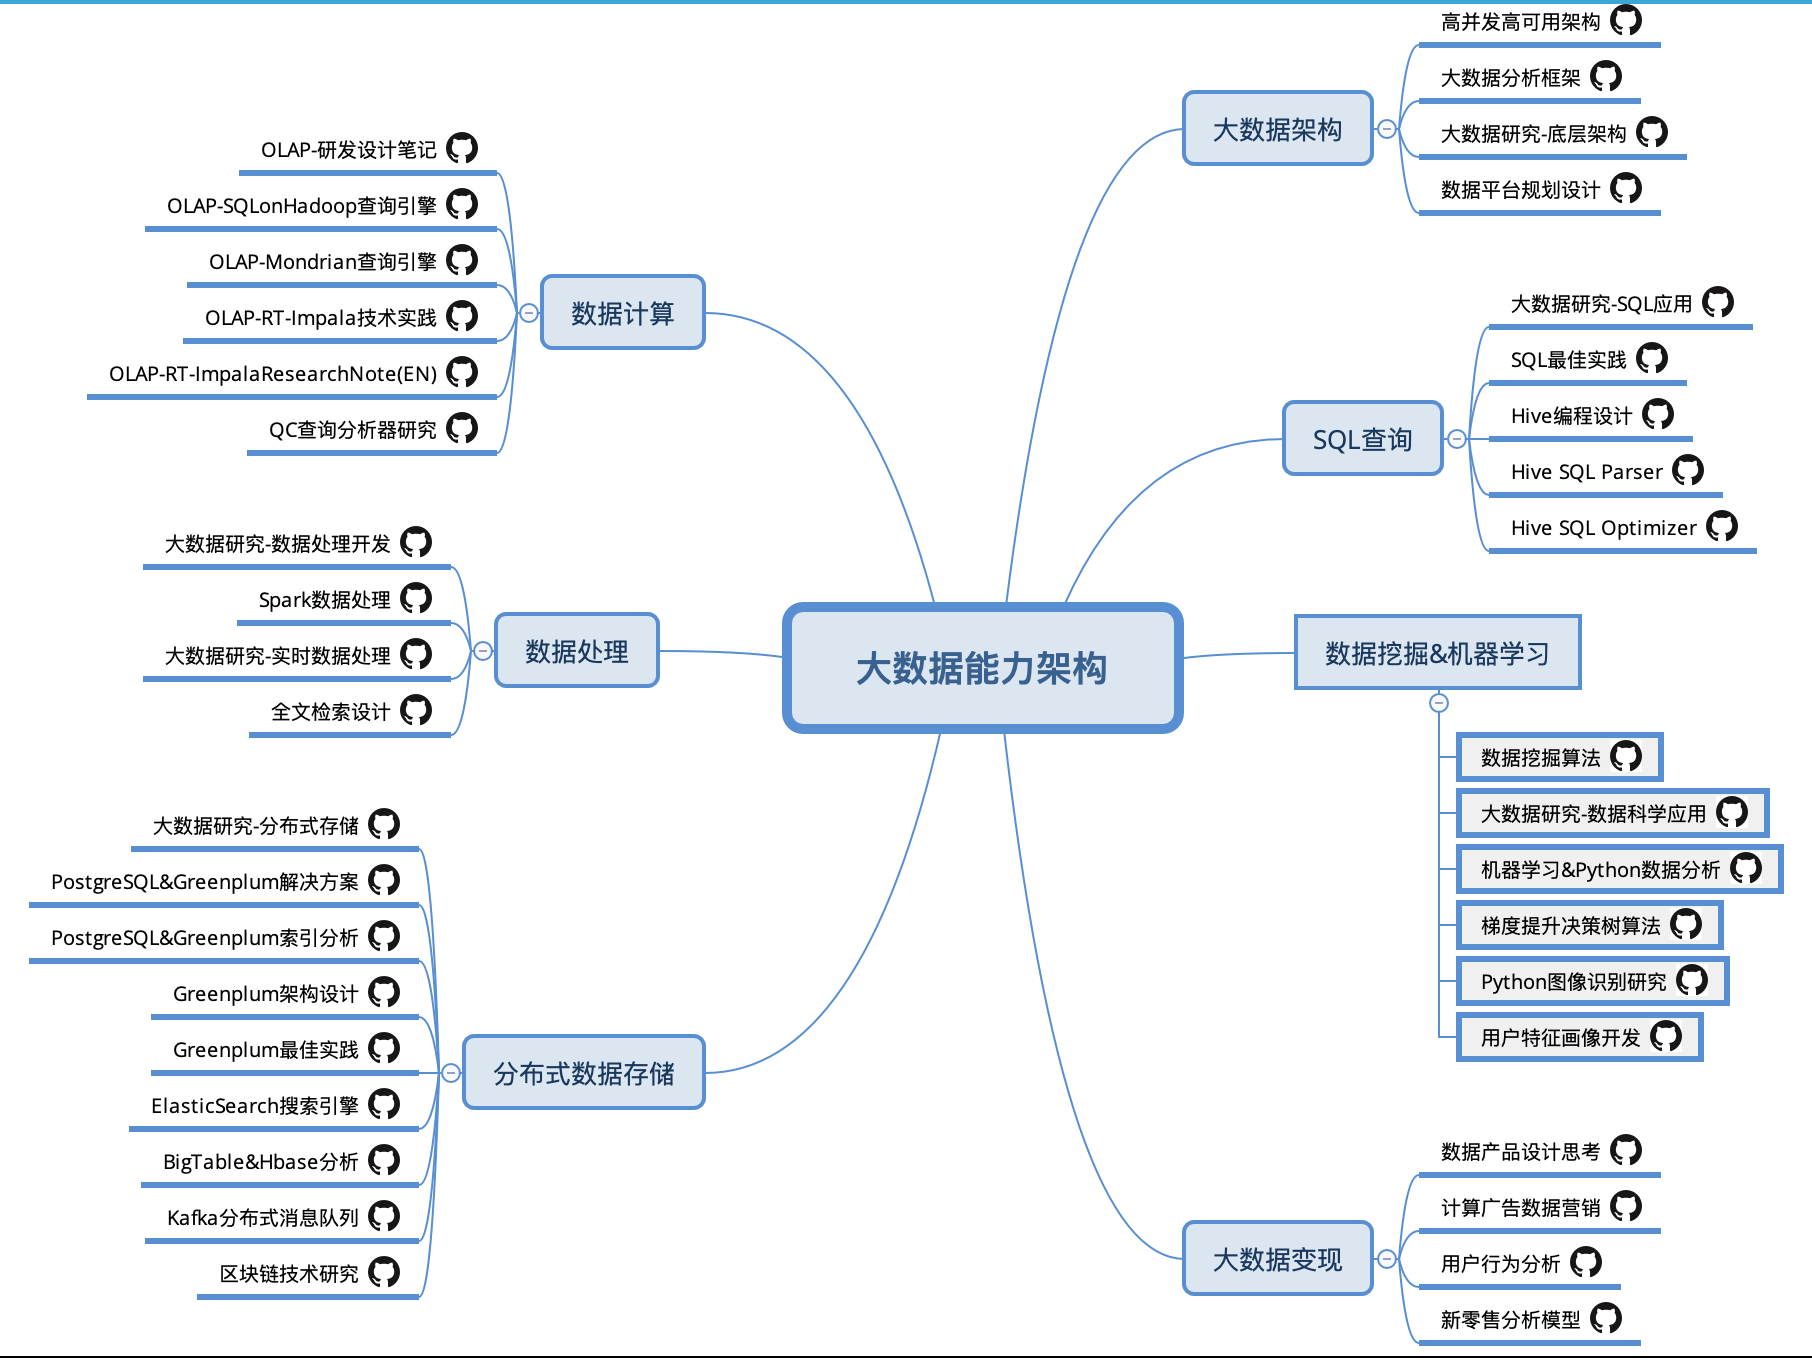 大数据能力架构
大数据架构
高并发高可用架构
大数据分析框架
大数据研究-底层架构
数据平台规划设计
SQL查询
大数据研究-SQL应用
SQL最佳实践
Hive编程设计
Hive SQL Parser
Hive SQL Optimizer
数据挖掘&机器学习
数据挖掘算法
大数据研究-数据科学应用
机器学习&Python数据分析
梯度提升决策树算法
Python图像识别研究
用户特征画像开发
大数据变现
数据产品设计思考
计算广告数据营销
用户行为分析
新零售分析模型
数据计算
OLAP-研发设计笔记
OLAP-SQLonHadoop查询引擎
OLAP-Mondrian查询引擎
OLAP-RT-Impala技术实践
OLAP-RT-ImpalaResearchNote(EN)
QC查询分析器研究
数据处理
大数据研究-数据处理开发
Spark数据处理
大数据研究-实时数据处理
全文检索设计
分布式数据存储
大数据研究-分布式存储
PostgreSQL&Greenplum解决方案
PostgreSQL&Greenplum索引分析
Greenplum架构设计
Greenplum最佳实践
ElasticSearch搜索引擎
BigTable&Hbase分析
Kafka分布式消息队列
区块链技术研究